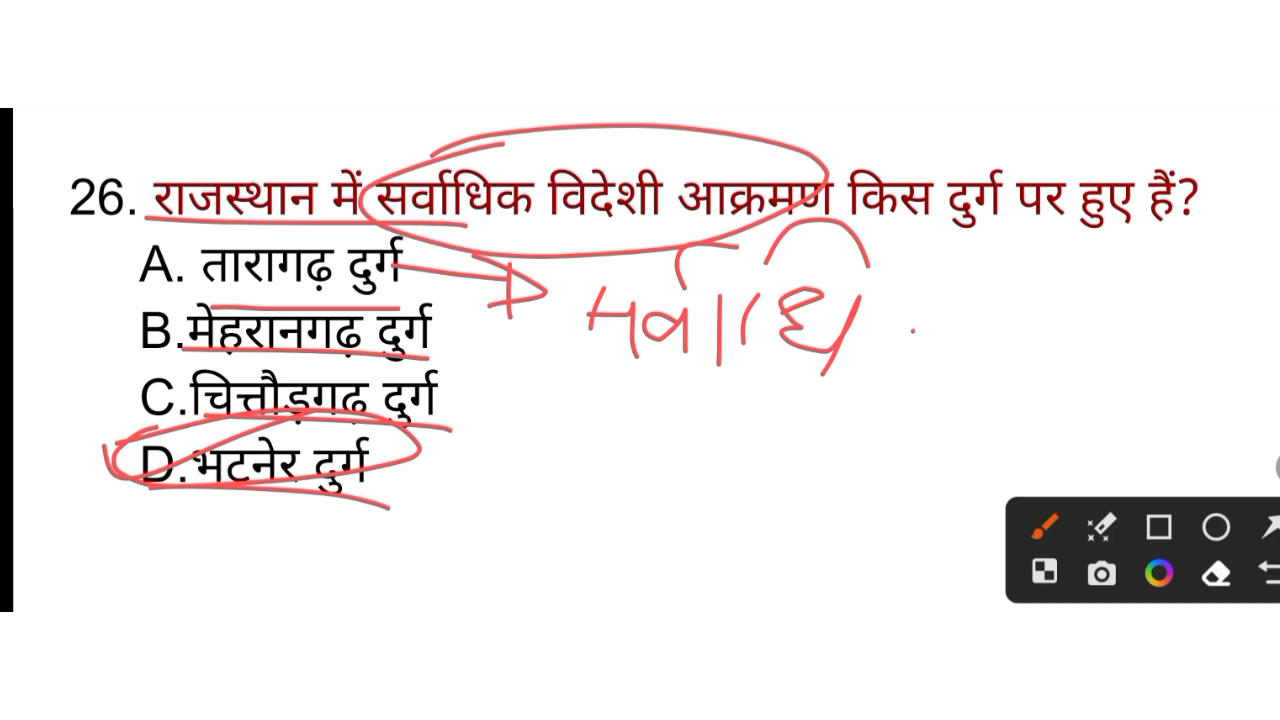 26. राजस्थान में सर्वाधिक विदेशी आक्रमण किस दुर्ग पर हुए हैं?
A. तारागढ़ दुर्ग
B.मेहरानगढ़ दुर्ग
C.चित्तौड़गढ़ दुर्ग
D.भटनेर दुर्ग